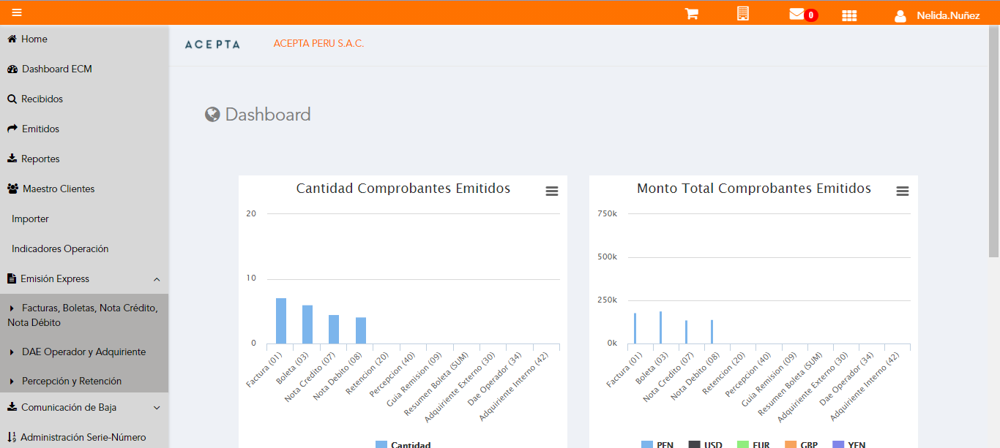 0
Nelida.Nuñez
Home
Dashboard ECM
Recibidos
Emitidos
Reportes
Maestro Clientes
Importer
Indicadores Operación
Emisión Express
Facturas, Boletas, Nota Crédito,
Nota Débito
DAE Operador y Adquiriente
Percepción y Retención
Comunicación de Baja
Administración Serie-Número
ACEPTA
ACEPTA PERU S.A.C.
Dashboard
Cantidad Comprobantes Emitidos
20
10
0
Factura (01)
Boleta (03)
Nota Credito (07)
Nota Debito (08)
Retencion (20)
Percepcion (40)
Guia Remision (09)
Resumen Boleta (SUM)
Adquiriente Externo (30)
Dae Operador (34)
Adquiriente Interno (42)
Cantidad
Monto Total Comprobantes Emitidos
750k
500k
250k
0k
Factura (01)
Boleta (03)
Nota Credito (07)
Nota Debito (08)
Retencion (20)
Percepcion (40)
Guia Remision (09)
Resumen Boleta (SUM)
Adquiriente Externo (30)
Dae Operador (34)
Adquiriente Interno (42)
PEN USD EUR GBP YEN